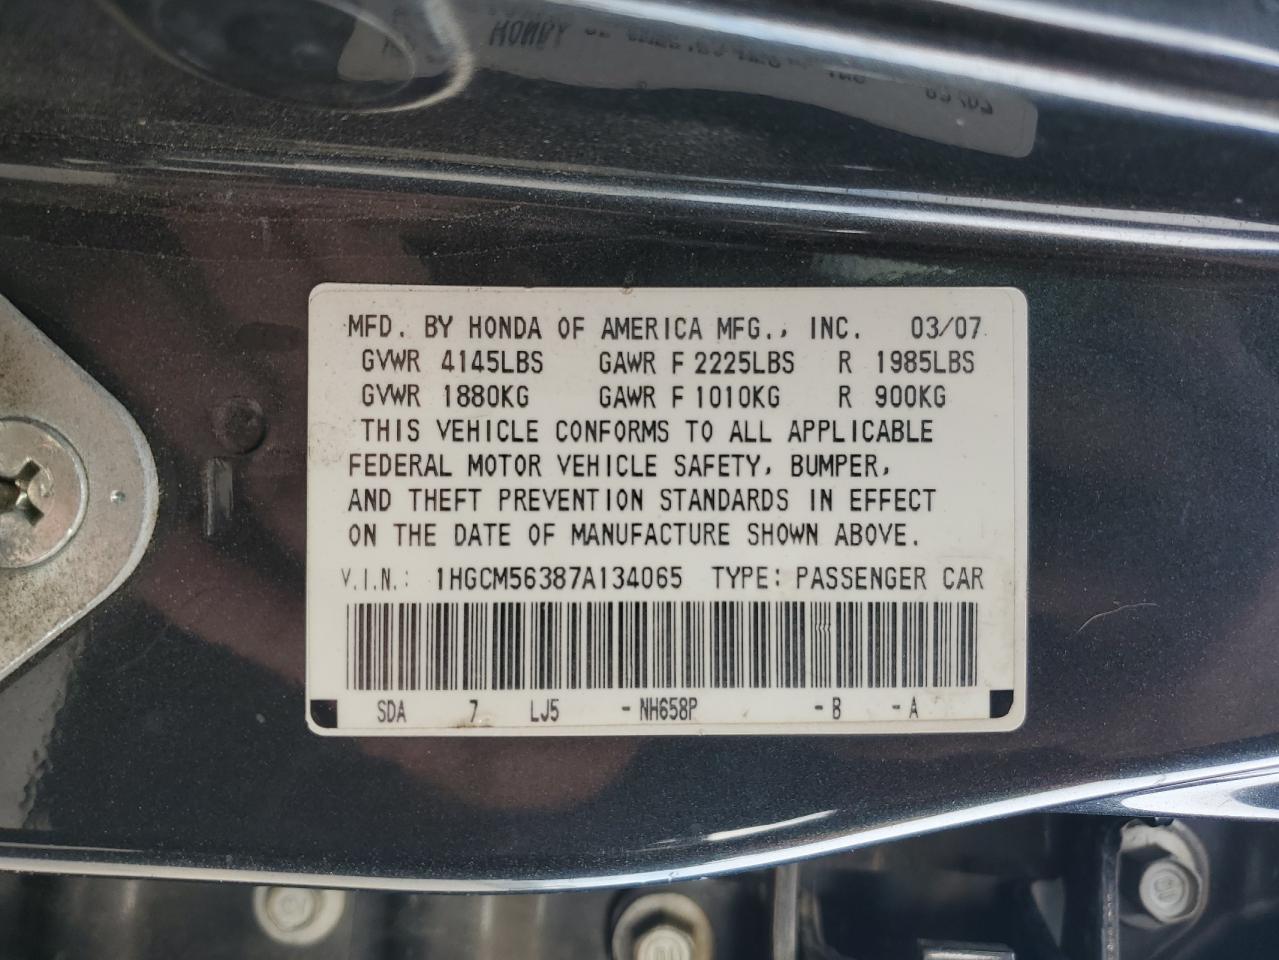 MFD. BY HONDA OF AMERICA MFG., INC. 03/07
GVWR 4145LBS GAWR F 2225LBS R 1985LBS
GVWR 1880KG GAWR F 1010KG R 900KG
THIS VEHICLE CONFORMS TO ALL APPLICABLE
FEDERAL MOTOR VEHICLE SAFETY, BUMPER,
AND THEFT PREVENTION STANDARDS IN EFFECT
ON THE DATE OF MANUFACTURE SHOWN ABOVE.
V.I.N.: 1HGCM56387A134065 TYPE: PASSENGER CAR
SDA 7 LJ5 - NH658P - B - A